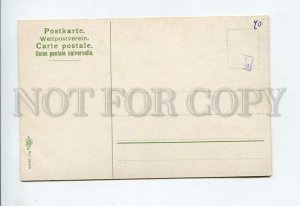 Postkarte.
Weltpostverein.
Carte postale.
Union postale universelle.
NOT FOR COPY